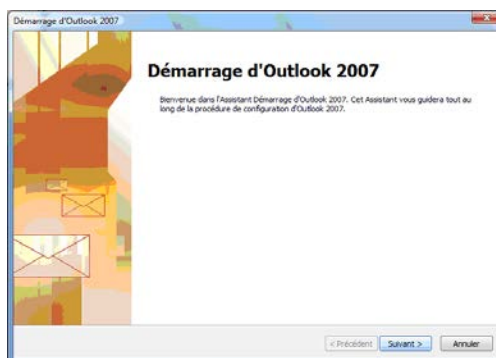 Démarrage d'Outlook 2007
Démarrage d'Outlook 2007
Bienvenue dans l'Assistant Démarrage d'Outlook 2007. Cet Assistant vous guidera tout au
long de la procédure de configuration d'Outlook 2007.
< Précédent Suivant > Annuler